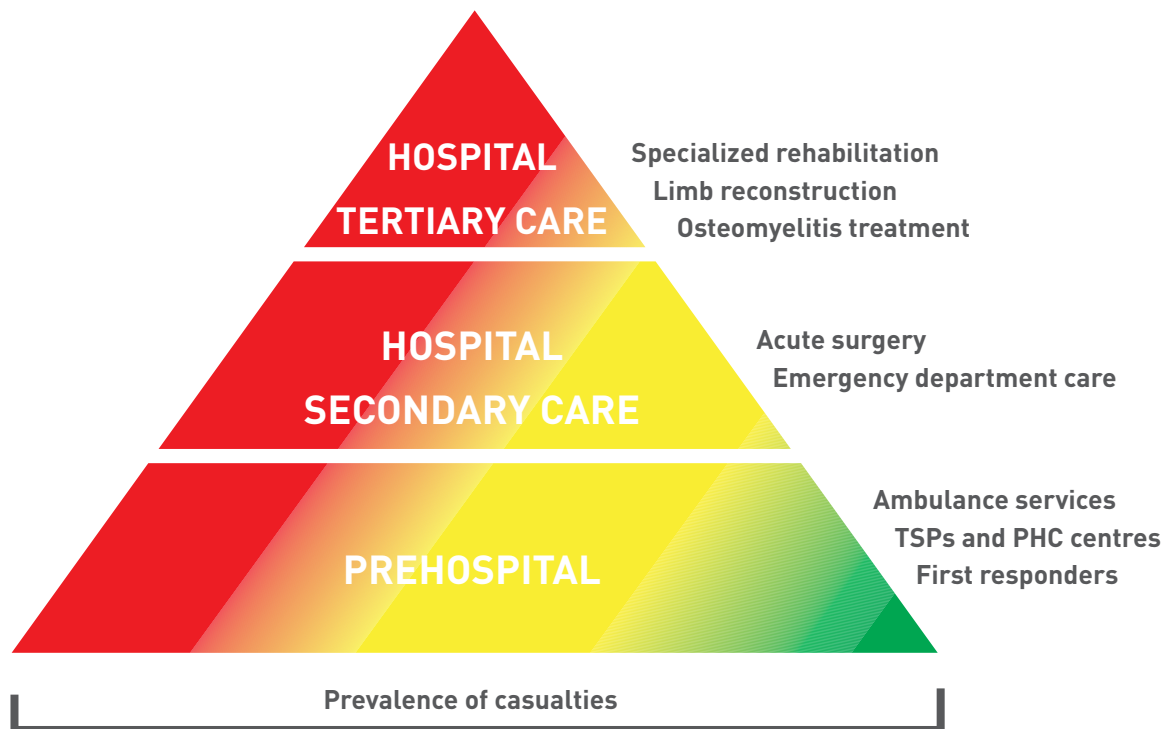 HOSPITAL
TERTIARY CARE
Specialized rehabilitation
Limb reconstruction
Osteomyelitis treatment
HOSPITAL
SECONDARY CARE
Acute surgery
Emergency department care
PREHOSPITAL
Ambulance services
TSPs and PHC centres
First responders
Prevalence of casualties